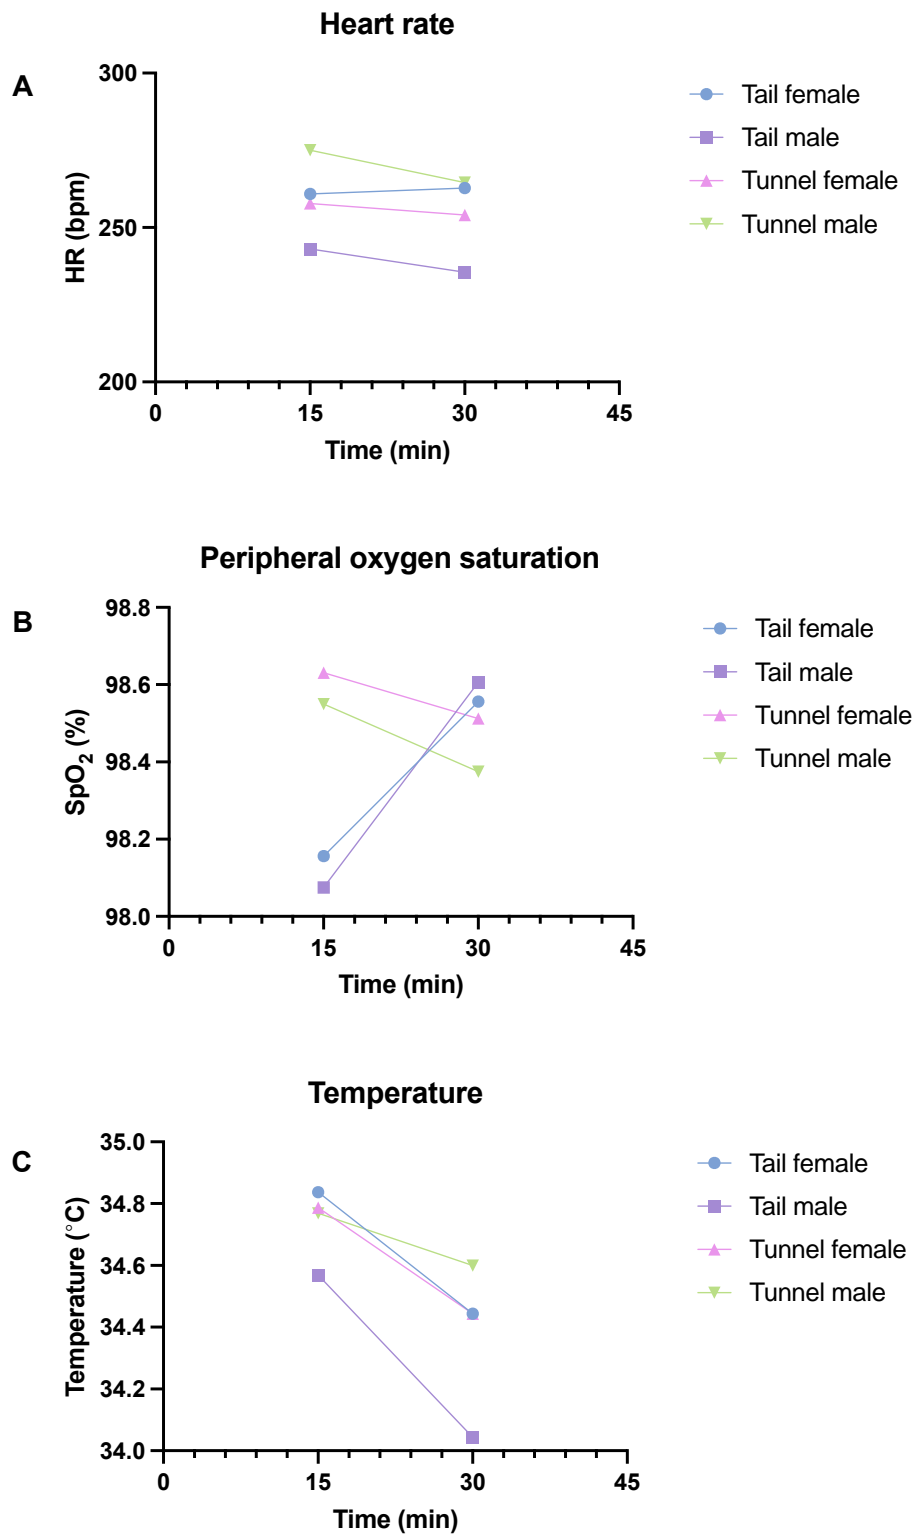 Heart rate
A
300
250
200
HR (bpm)
0 15 30 45
Time (min)
Tail female
Tail male
Tunnel female
Tunnel male
Peripheral oxygen saturation
B
98.8
98.6
98.4
98.2
98.0
SpO₂ (%)
0 15 30 45
Time (min)
Tail female
Tail male
Tunnel female
Tunnel male
Temperature
C
35.0
34.8
34.6
34.4
34.2
34.0
Temperature (°C)
0 15 30 45
Time (min)
Tail female
Tail male
Tunnel female
Tunnel male